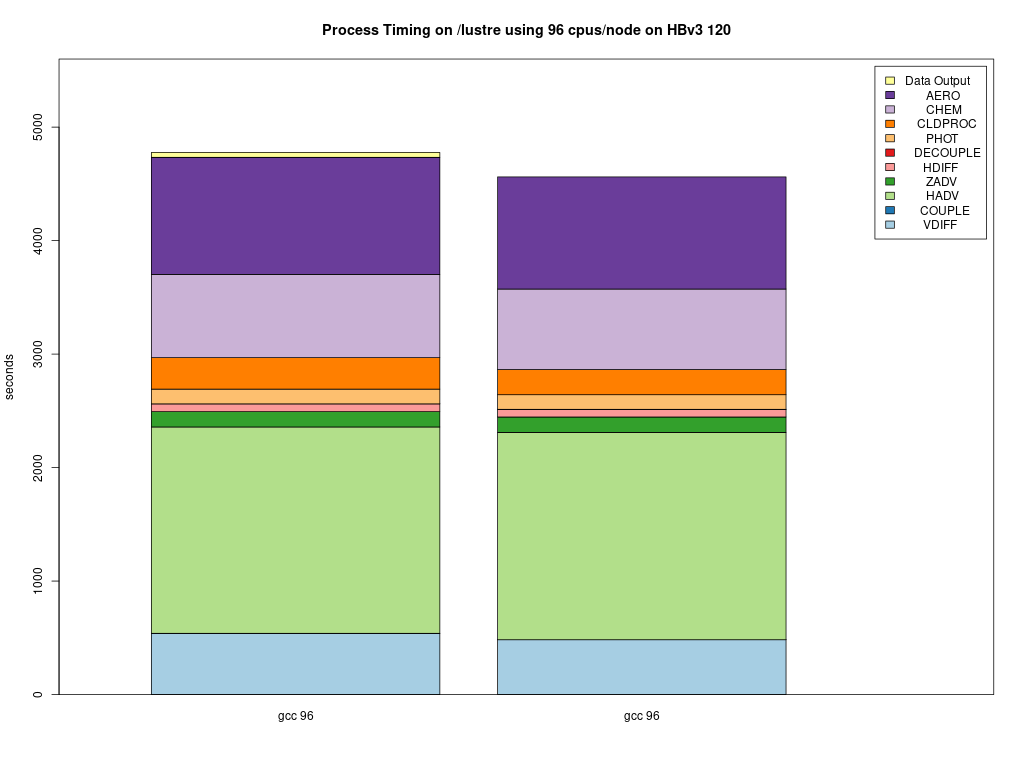 Process Timing on /lustre using 96 cpus/node on HBv3 120
seconds
5000
4000
3000
2000
1000
0
Data Output
AERO
CHEM
CLDPROC
PHOT
DECOUPLE
HDIFF
ZADV
HADV
COUPLE
VDIFF
gcc 96
gcc 96